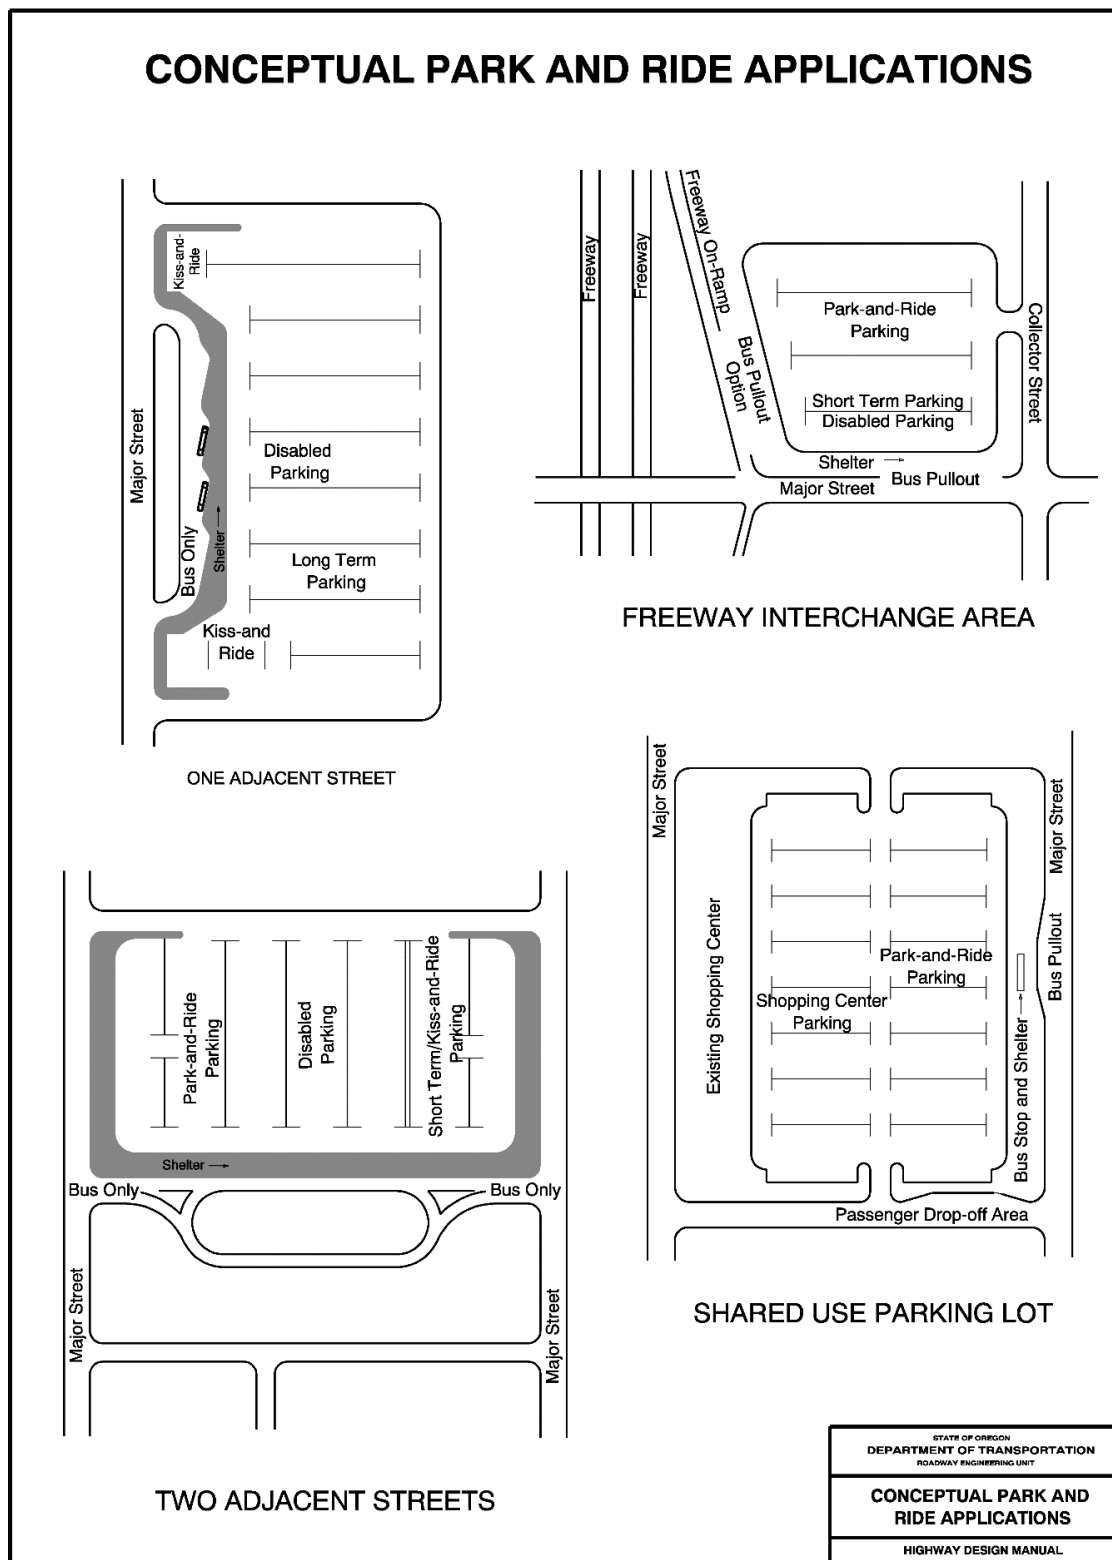 CONCEPTUAL PARK AND RIDE APPLICATIONS
Kiss-and-
Ride
Major Street
Disabled
Parking
Bus Only
Shelter
Long Term
Parking
Kiss-and
Ride
ONE ADJACENT STREET
Freeway
Freeway
Freeway On-Ramp
Bus Pullout
Option
Park-and-Ride
Parking
Short Term Parking
Disabled Parking
Collector Street
Shelter
Major Street
Bus Pullout
FREEWAY INTERCHANGE AREA
Park-and-Ride
Parking
Disabled
Parking
Short Term/Kiss-and-Ride
Parking
Shelter
Bus Only
Bus Only
Major Street
Major Street
TWO ADJACENT STREETS
Major Street
Major Street
Existing Shopping Center
Park-and-Ride
Parking
Shopping Center
Parking
Bus Pullout
Bus Stop and Shelter
Passenger Drop-off Area
SHARED USE PARKING LOT
STATE OF OREGON
DEPARTMENT OF TRANSPORTATION
ROADWAY ENGINEERING UNIT
CONCEPTUAL PARK AND
RIDE APPLICATIONS
HIGHWAY DESIGN MANUAL